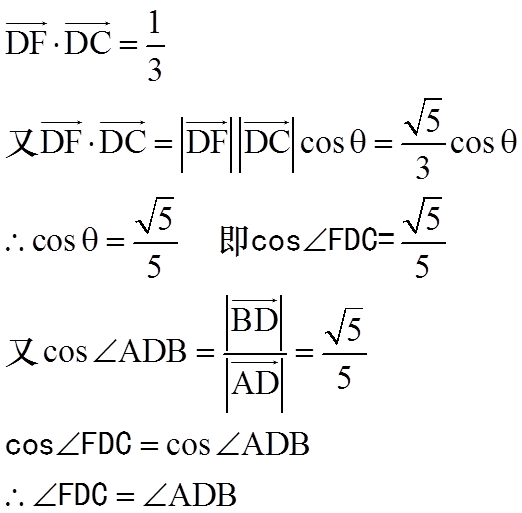 $\overrightarrow{DF}\cdot\overrightarrow{DC}=\frac{1}{3}$
又$\overrightarrow{DF}\cdot\overrightarrow{DC}=\left|\overrightarrow{DF}\right|\left|\overrightarrow{DC}\right|\cos\theta=\frac{\sqrt{5}}{3}\cos\theta$
$\therefore\cos\theta=\frac{\sqrt{5}}{5}$ 即$\cos\angle FDC=\frac{\sqrt{5}}{5}$
又$\cos\angle ADB=\frac{\left|\overrightarrow{BD}\right|}{\left|\overrightarrow{AD}\right|}=\frac{\sqrt{5}}{5}$
$\cos\angle FDC=\cos\angle ADB$
$\therefore\angle FDC=\angle ADB$